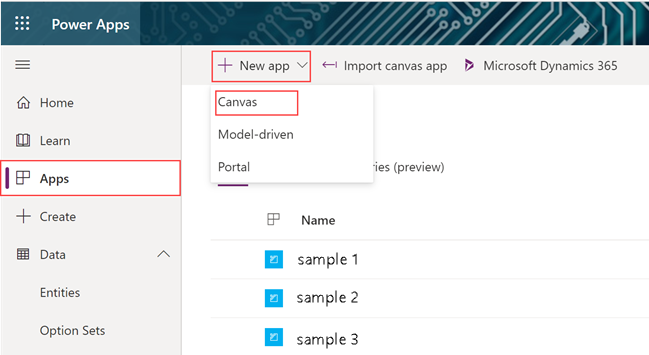 Power Apps
New app Import canvas app Microsoft Dynamics 365
Home
Canvas
Learn
Model-driven
Portal
ries (preview)
Apps
Create
Name
Data
sample 1
Entities
sample 2
Option Sets
sample 3